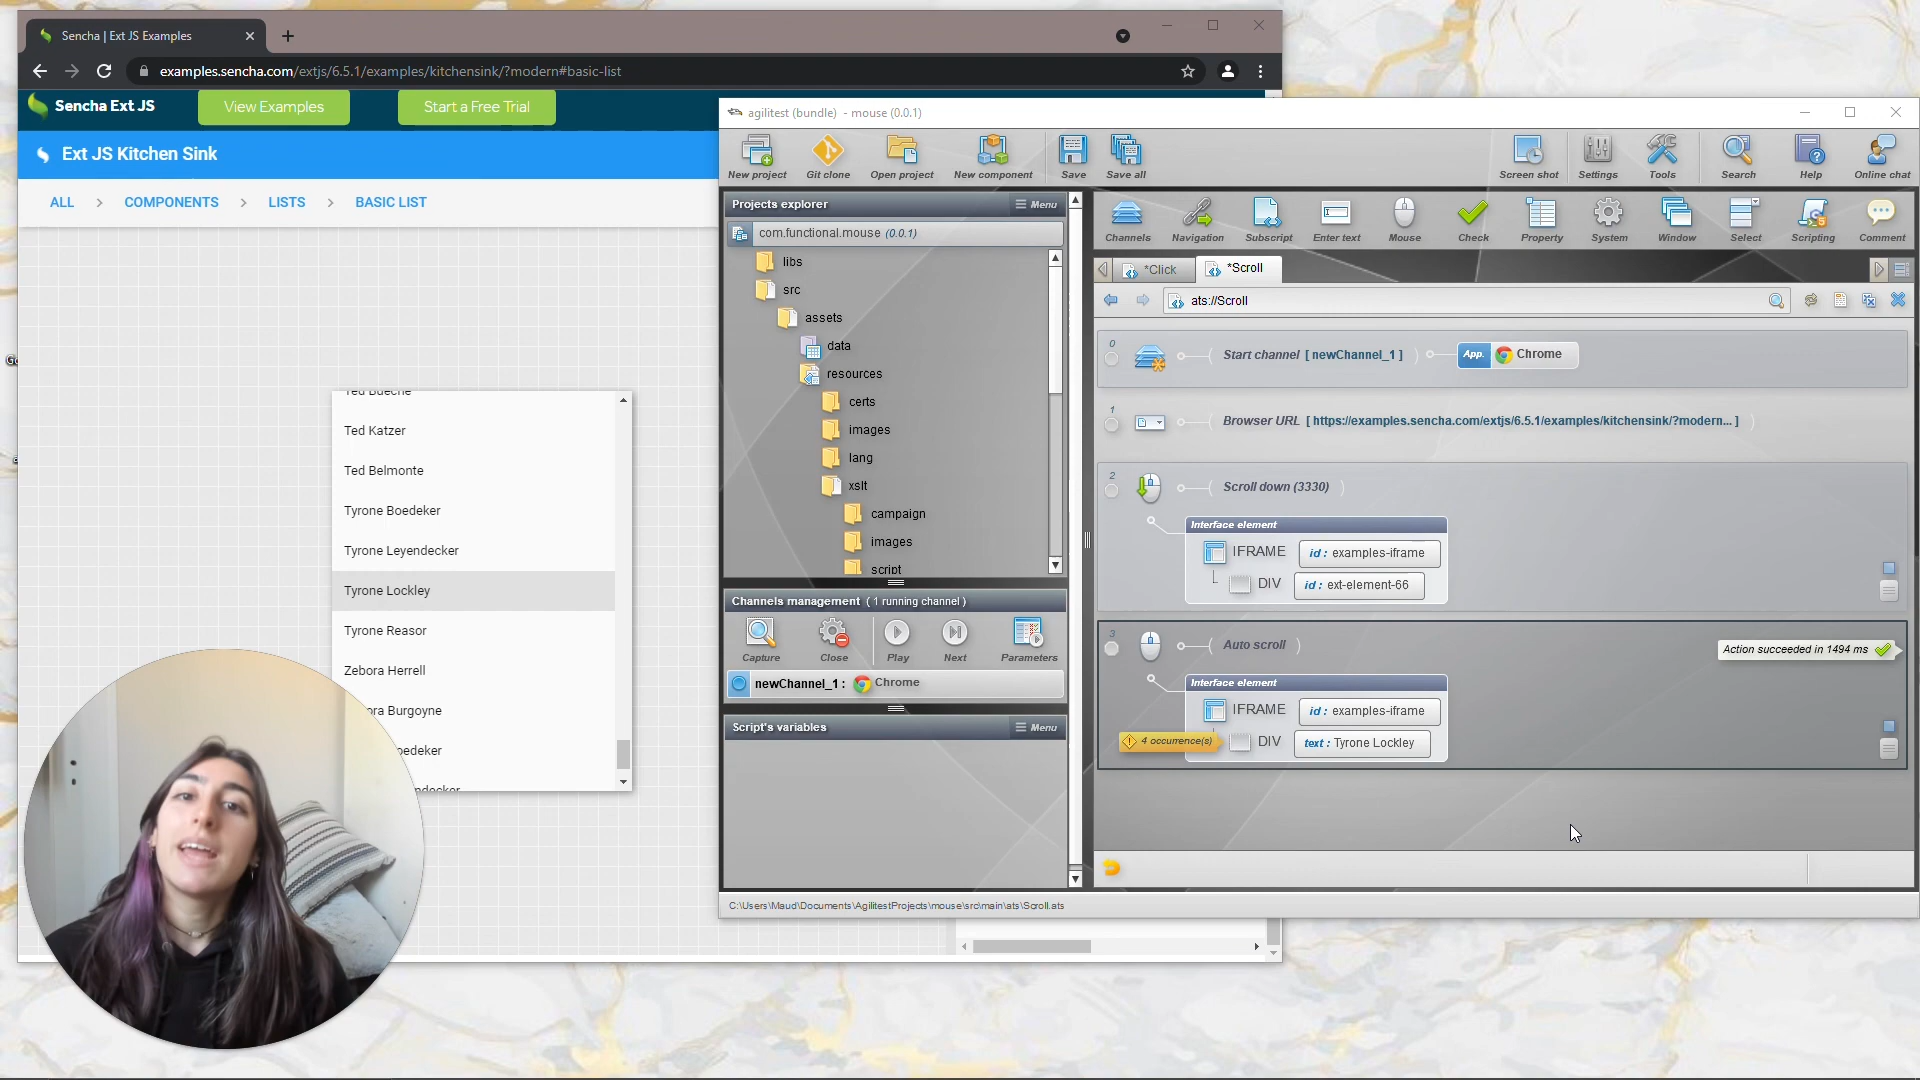 Sencha | Ext JS Examples
examples.sencha.com/extjs/6.5.1/examples/kitchensink/?modern#basic-list
Sencha Ext JS
View Examples
Start a Free Trial
Ext JS Kitchen Sink
ALL > COMPONENTS > LISTS > BASIC LIST
Ted Bueche
Ted Katzer
Ted Belmonte
Tyrone Boedeker
Tyrone Leyendecker
Tyrone Lockley
Tyrone Reasor
Zebora Herrell
Burgoyne
agilitest (bundle) - mouse (0.0.1)
New project Git clone Open project New component Save Save all Screen shot Settings Tools Search Help Online chat
Projects explorer
Menu
com.functional.mouse (0.0.1)
libs
src
assets
data
resources
certs
images
lang
xslt
campaign
images
script
Channels management ( 1 running channel )
Capture Close Play Next Parameters
newChannel_1 : Chrome
Script's variables
Menu
Channels Navigation Subscript Enter text Mouse Check Property System Window Select Scripting Comment
*Click
*Scroll
ats://Scroll
0
Start channel [ newChannel_1 ]
App. Chrome
1
Browser URL [ https://examples.sencha.com/extjs/6.5.1/examples/kitchensink/?modern... ]
2
Scroll down (3330)
Interface element
IFRAME id : examples-iframe
DIV id : ext-element-66
3
Auto scroll
Action succeeded in 1494 ms
Interface element
IFRAME id : examples-iframe
4 occurrence(s)
DIV text : Tyrone Lockley
C:\Users\Maud\Documents\AgilitestProjects\mouse\src\main\ats\Scroll.ats